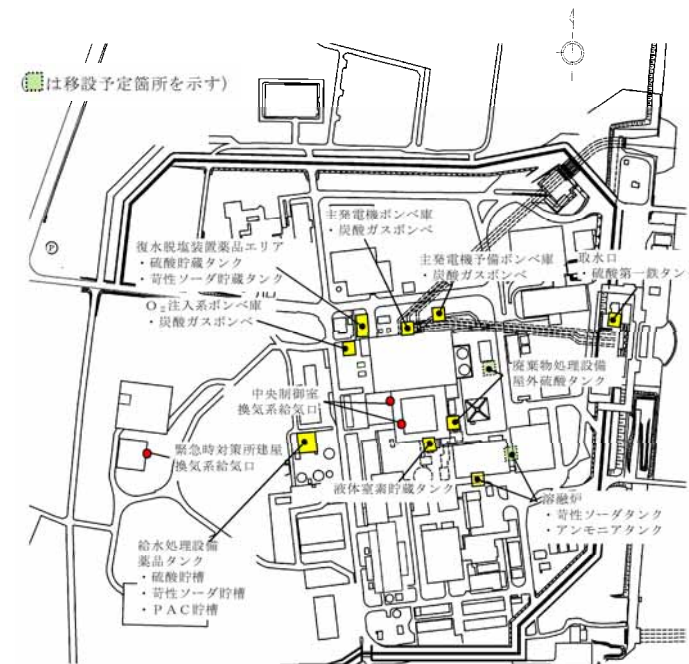 (は移設予定箇所を示す)
主発電機ボンベ庫
・炭酸ガスボンベ
復水脱塩装置薬品エリア
・硫酸貯蔵タンク
・苛性ソーダ貯蔵タンク
主発電機予備ボンベ庫
・炭酸ガスボンベ
取水口
・硫酸第一鉄タン
O₂注入系ボンベ庫
・炭酸ガスボンベ
廃棄物処理設備
屋外硫酸タンク
中央制御室
換気系給気口
緊急時対策所建屋
換気系給気口
液体窒素貯蔵タンク
溶融炉
・苛性ソーダタンク
・アンモニアタンク
給水処理設備
薬品タンク
・硫酸貯槽
・苛性ソーダ貯槽
・PAC貯槽
P